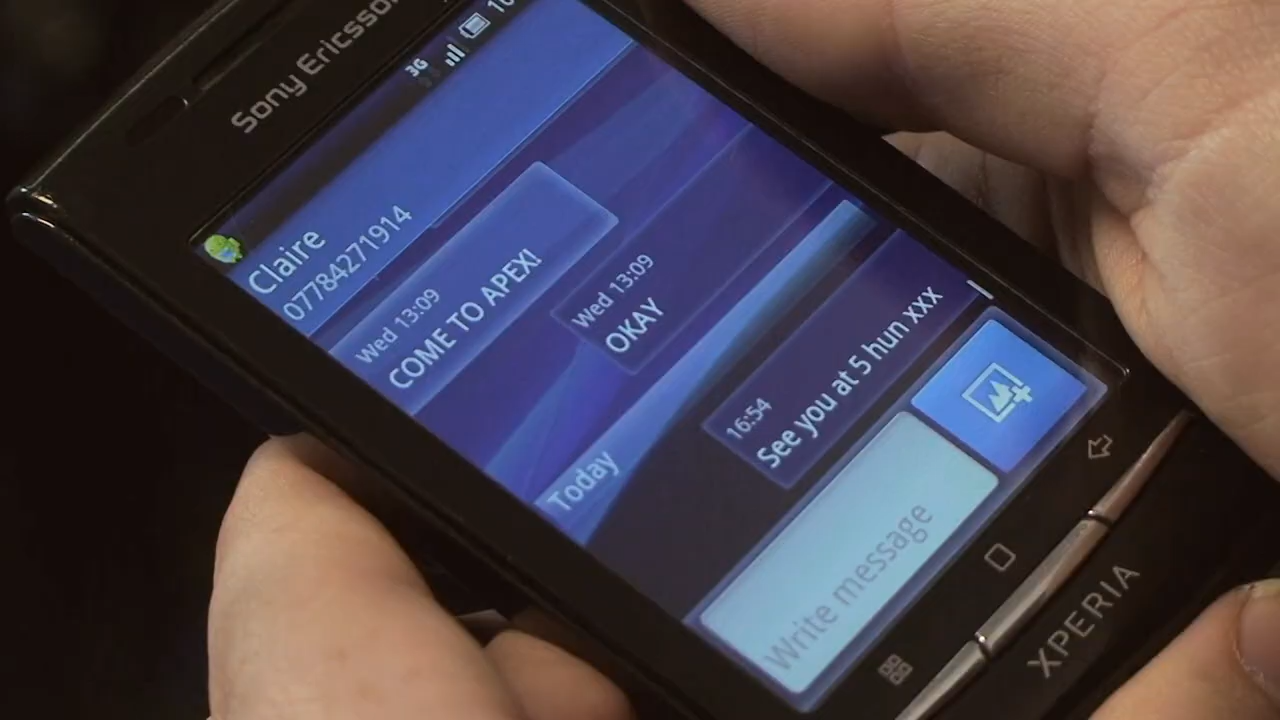 Sony Ericsson
3G
Claire
07784271914
Wed 13:09
COME TO APEX!
Wed 13:09
OKAY
Today
16:54
See you at 5 hun xxx
Write message
XPERIA